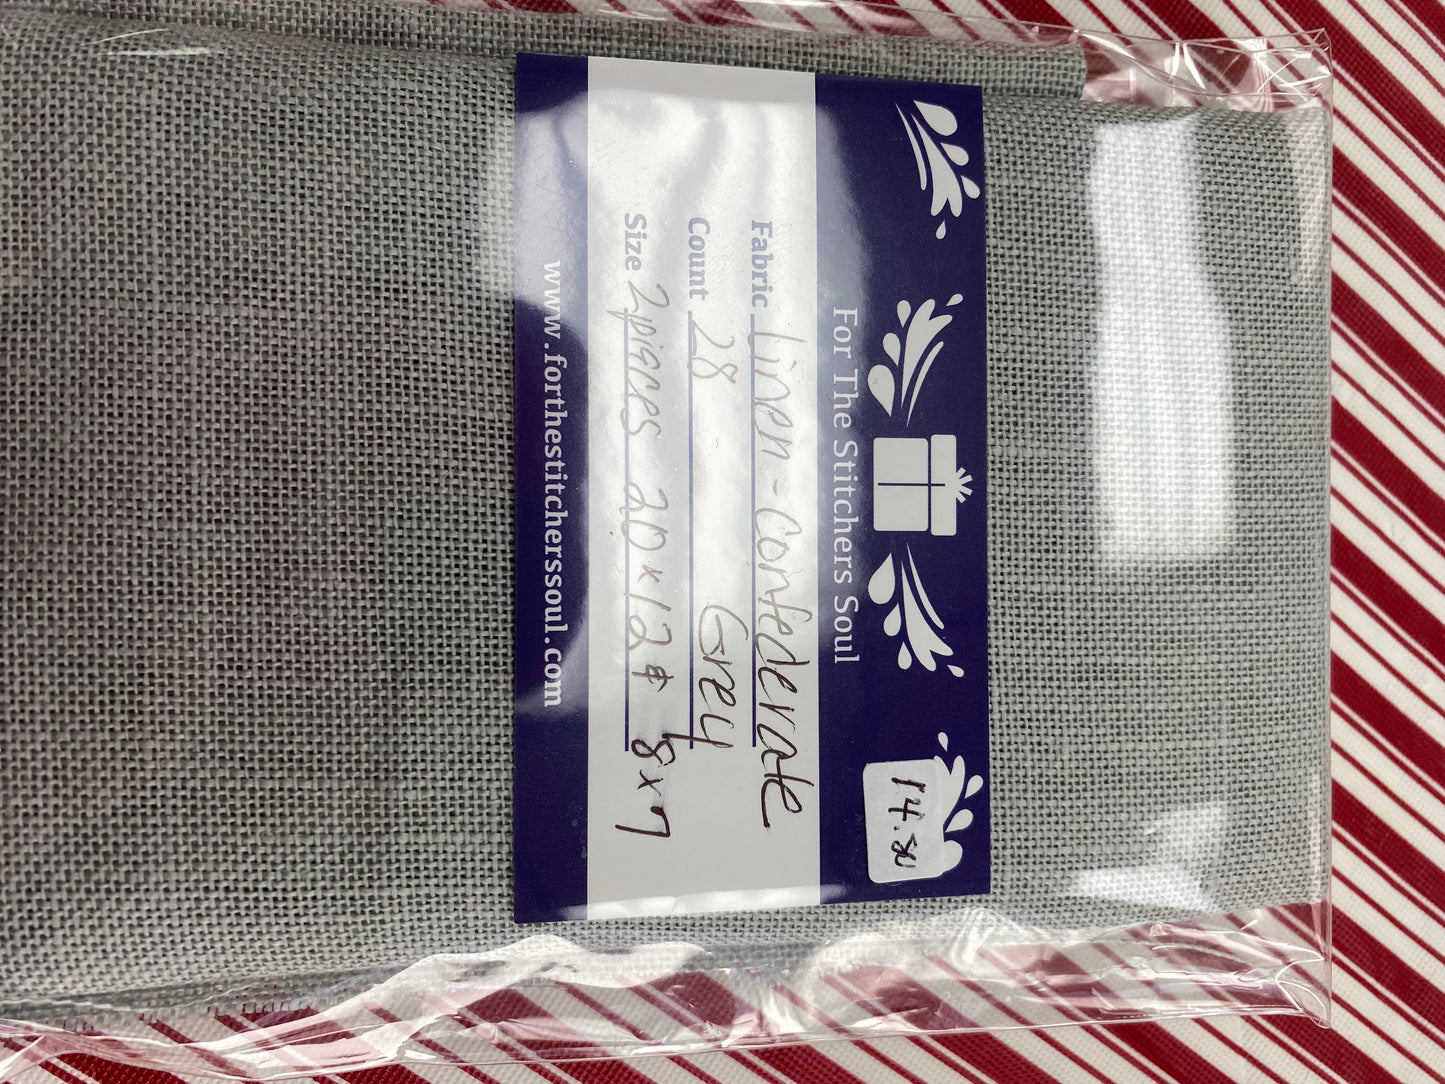 For The Stitchers Soul
14.50
Fabric Linen - Confederate
Count 28 Grey
Size 2 pieces 20 x 12 & 8 x 7
www.forthestitcherssoul.com